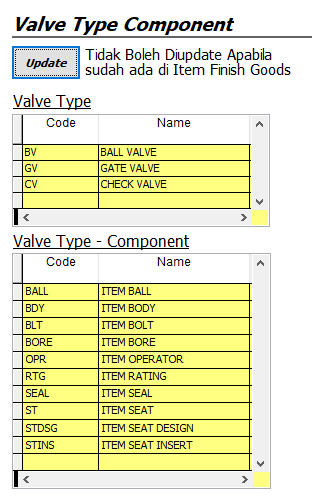 Valve Type Component
Update
Tidak Boleh Diupdate Apabila
sudah ada di Item Finish Goods
Valve Type
Code Name
BV BALL VALVE
GV GATE VALVE
CV CHECK VALVE
Valve Type - Component
Code Name
BALL ITEM BALL
BDY ITEM BODY
BLT ITEM BOLT
BORE ITEM BORE
OPR ITEM OPERATOR
RTG ITEM RATING
SEAL ITEM SEAL
ST ITEM SEAT
STDSG ITEM SEAT DESIGN
STINS ITEM SEAT INSERT